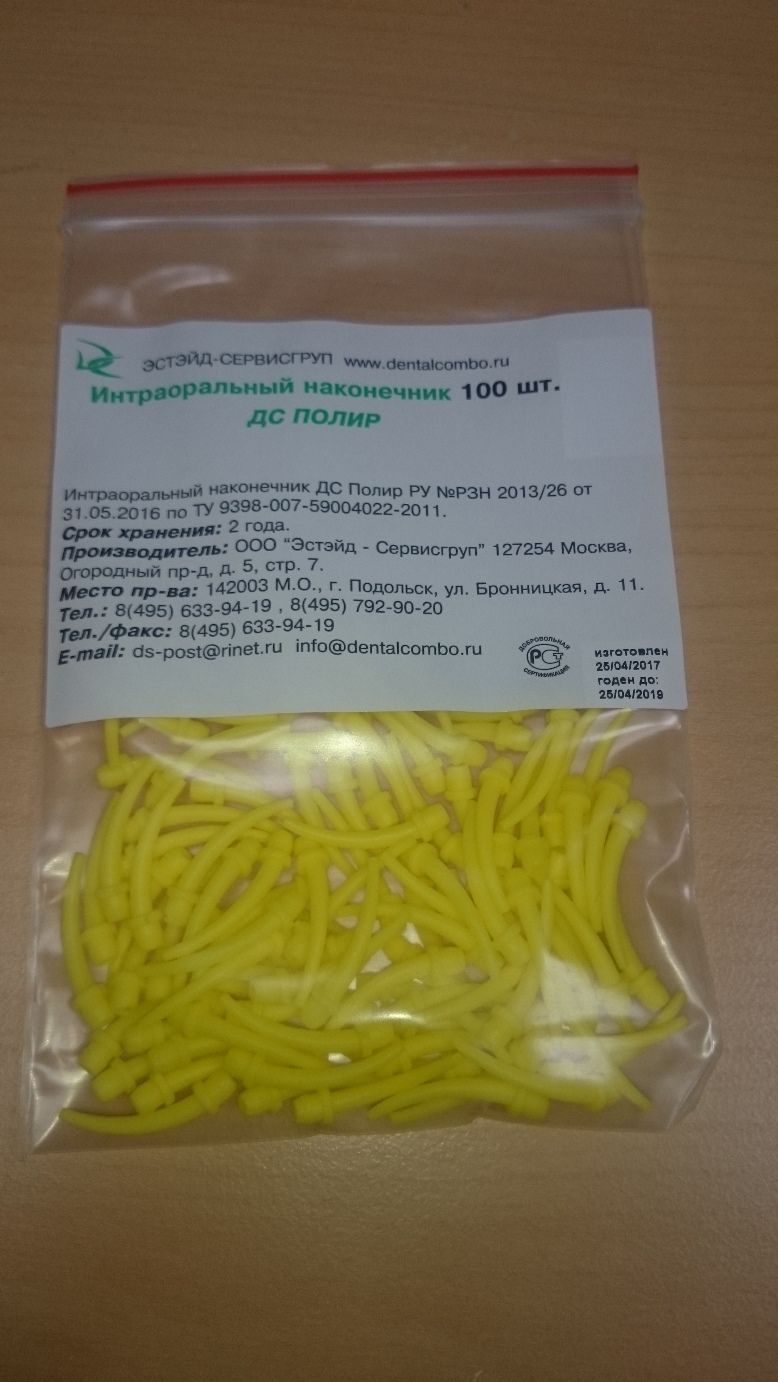 ЭСТЭЙД-СЕРВИСГРУП www.dentalcombo.ru
Интраоральный наконечник 100 шт.
ДС ПОЛИР
Интраоральный наконечник ДС Полир РУ №РЗН 2013/26 от
31.05.2016 по ТУ 9398-007-59004022-2011.
Срок хранения: 2 года.
Производитель: ООО "Эстэйд - Сервисгруп" 127254 Москва,
Огородный пр-д, д. 5, стр. 7.
Место пр-ва: 142003 М.О., г. Подольск, ул. Бронницкая, д. 11.
Тел.: 8(495) 633-94-19 , 8(495) 792-90-20
Тел./факс: 8(495) 633-94-19
E-mail: ds-post@rinet.ru info@dentalcombo.ru
ДОБРОВОЛЬНАЯ
РСТ
СЕРТИФИКАЦИЯ
изготовлен
25/04/2017
годен до:
25/04/2019